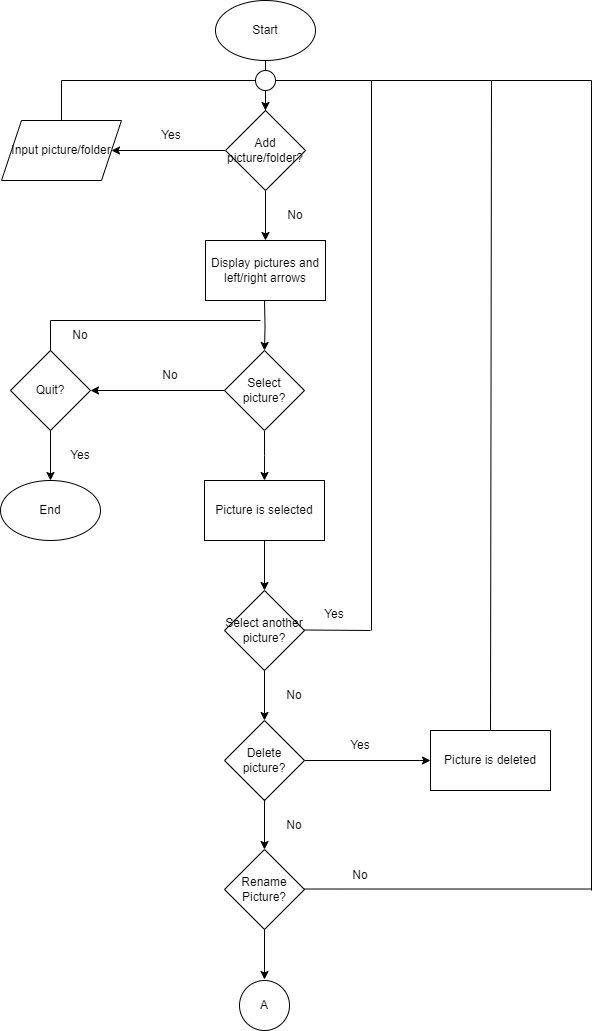 Start
Add
picture/folder?
Yes
Input picture/folder
No
Display pictures and
left/right arrows
No
Quit?
No
Select
picture?
Yes
End
Picture is selected
Select another
picture?
Yes
No
Delete
picture?
Yes
Picture is deleted
No
Rename
Picture?
No
A